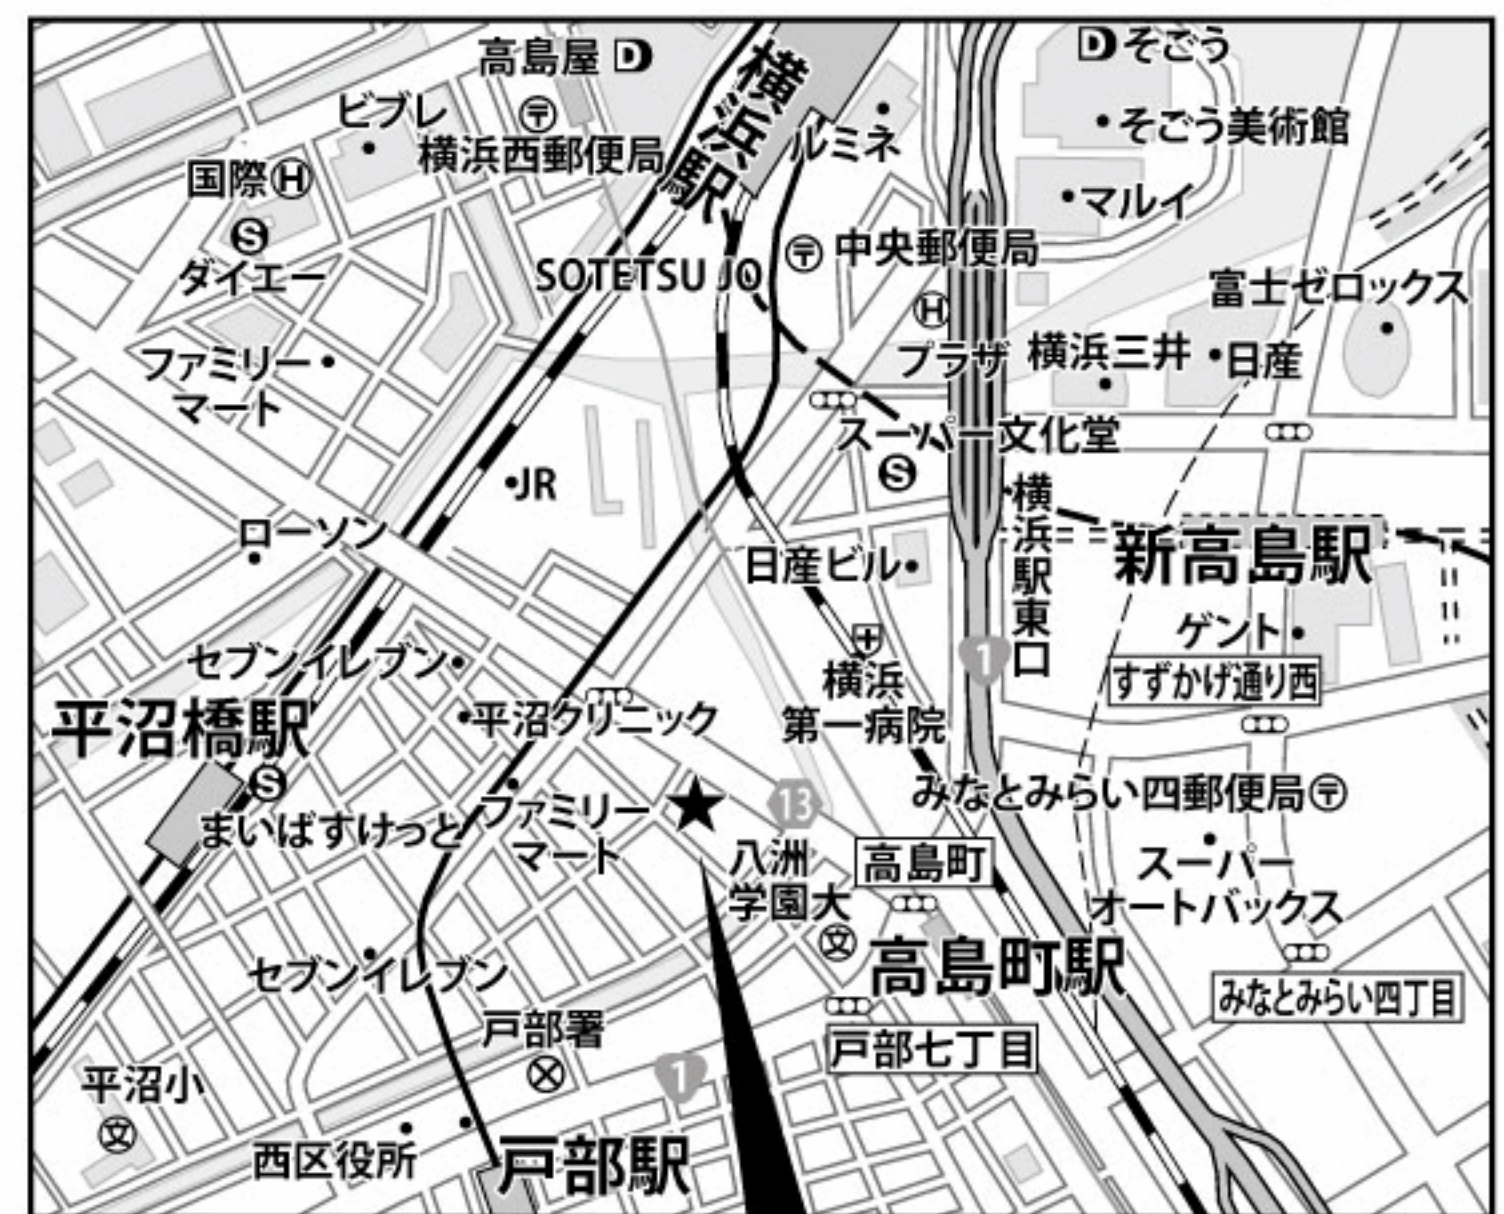 高島屋 D
D そごう
横浜駅
ビブレ
横浜西郵便局
ルミネ
そごう美術館
国際 H
マルイ
S
ダイエー
SOTETSU JO
中央郵便局
富士ゼロックス
H
プラザ
横浜三井
日産
ファミリー
マート
スーパー文化堂
S
JR
横浜駅東口
ローソン
新高島駅
日産ビル
ゲント
セブンイレブン
横浜
第一病院
1
すずかげ通り西
平沼橋駅
平沼クリニック
S
まいばすけっと
ファミリー
マート
13
みなとみらい四郵便局
八洲
学園大
文
高島町
スーパー
オートバックス
高島町駅
セブンイレブン
みなとみらい四丁目
戸部署
戸部七丁目
1
平沼小
文
西区役所
戸部駅